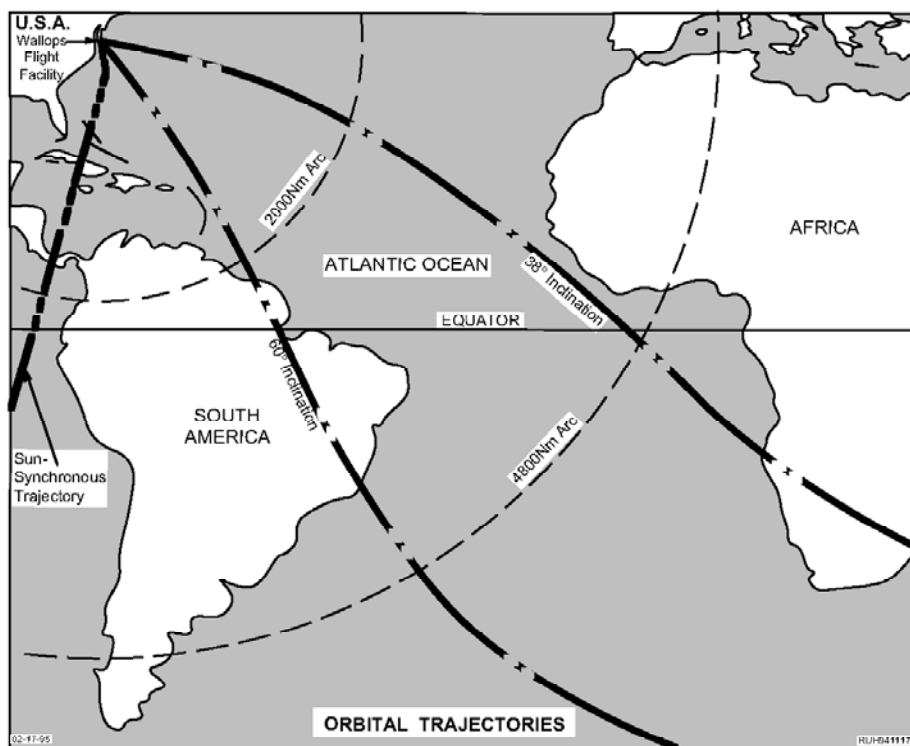 U.S.A.
Wallops
Flight
Facility
2000Nm Arc
AFRICA
ATLANTIC OCEAN
38° Inclination
EQUATOR
60° Inclination
SOUTH
AMERICA
4800Nm Arc
Sun-
Synchronous
Trajectory
ORBITAL TRAJECTORIES
02-17-95
RUH941117